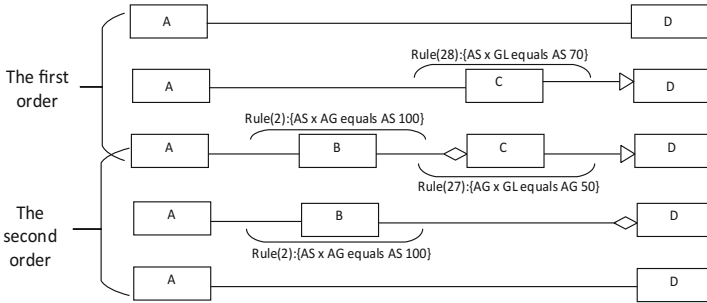 A D
Rule(28):{AS x GL equals AS 70}
The first
order
A C D
Rule(2):{AS x AG equals AS 100}
A B C D
Rule(27):{AG x GL equals AG 50}
The
second
order
A B D
Rule(2):{AS x AG equals AS 100}
A D